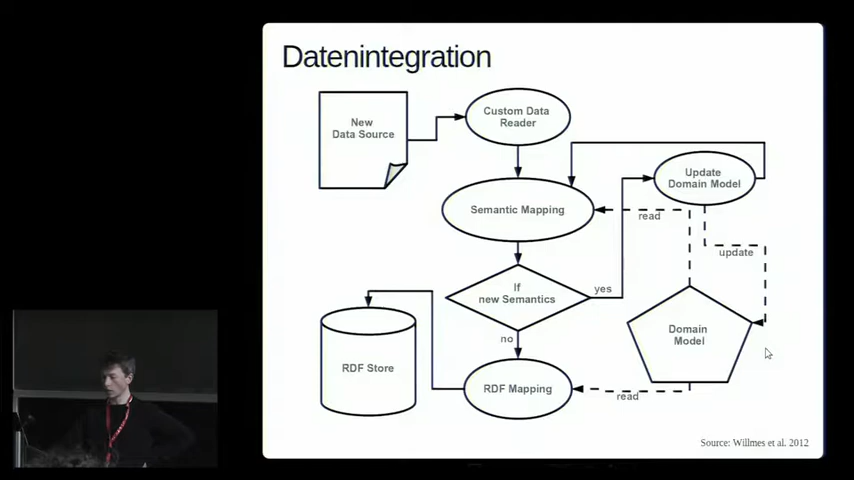 Datenintegration
New
Data Source
Custom Data
Reader
Update
Domain Model
Semantic Mapping
read
update
If
new Semantics
yes
no
Domain
Model
RDF Store
RDF Mapping
read
Source: Willmes et al. 2012